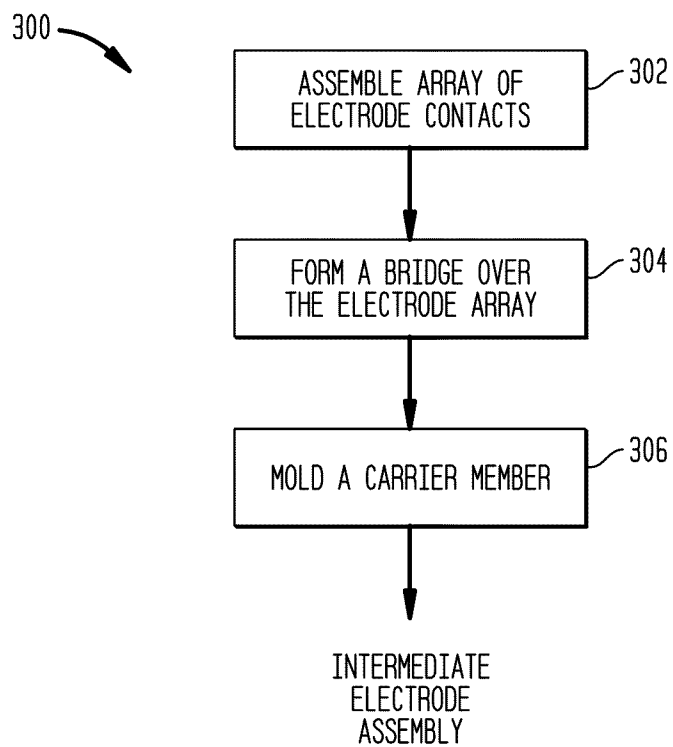 300
ASSEMBLE ARRAY OF
ELECTRODE CONTACTS
302
FORM A BRIDGE OVER
THE ELECTRODE ARRAY
304
MOLD A CARRIER MEMBER
306
INTERMEDIATE
ELECTRODE
ASSEMBLY